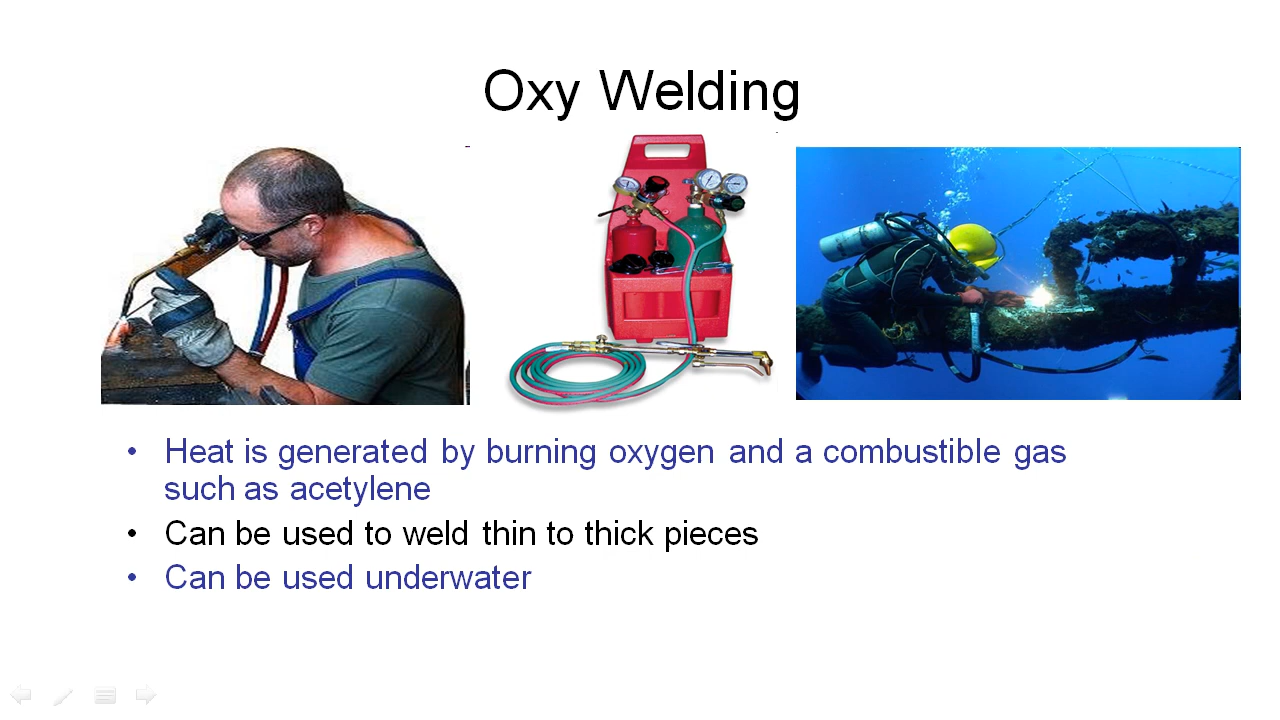 Oxy Welding
• Heat is generated by burning oxygen and a combustible gas
such as acetylene
• Can be used to weld thin to thick pieces
• Can be used underwater